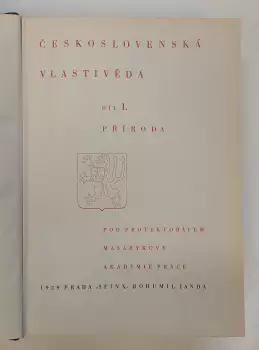 ČESKOSLOVENSKÁ
VLASTIVĚDA
DÍL I.
PŘÍRODA
POD PROTEKTORÁTEM
MASARYKOVY
AKADEMIE PRÁCE
1929 PRAHA „SFINX“ BOHUMIL JANDA